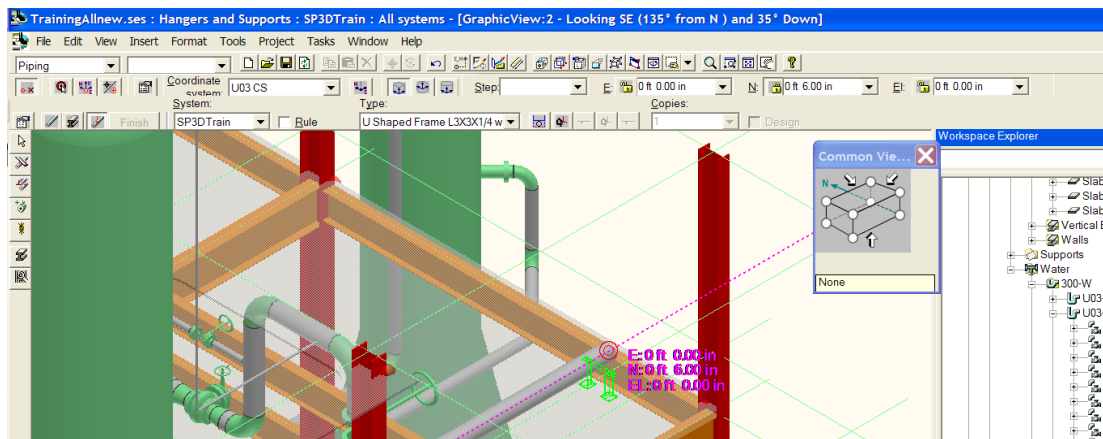 TrainingAllnew.ses : Hangers and Supports : SP3DTrain : All systems - [GraphicView:2 - Looking SE (135° from N ) and 35° Down]
File Edit View Insert Format Tools Project Tasks Window Help
Piping
Coordinate system: U03 CS Step: E: 0 ft 0.00 in N: 0 ft 6.00 in El: 0 ft 0.00 in
System: Type: Copies:
Finish SP3DTrain Rule U Shaped Frame L3X3X1/4 w 1 Design
Workspace Explorer
Common Vie...
N
None
Slab
Slab
Slab
Vertical E
Walls
Supports
Water
300-W
U03-
U03-
E: 0 ft 0.00 in
N: 0 ft 6.00 in
EL: 0 ft 0.00 in